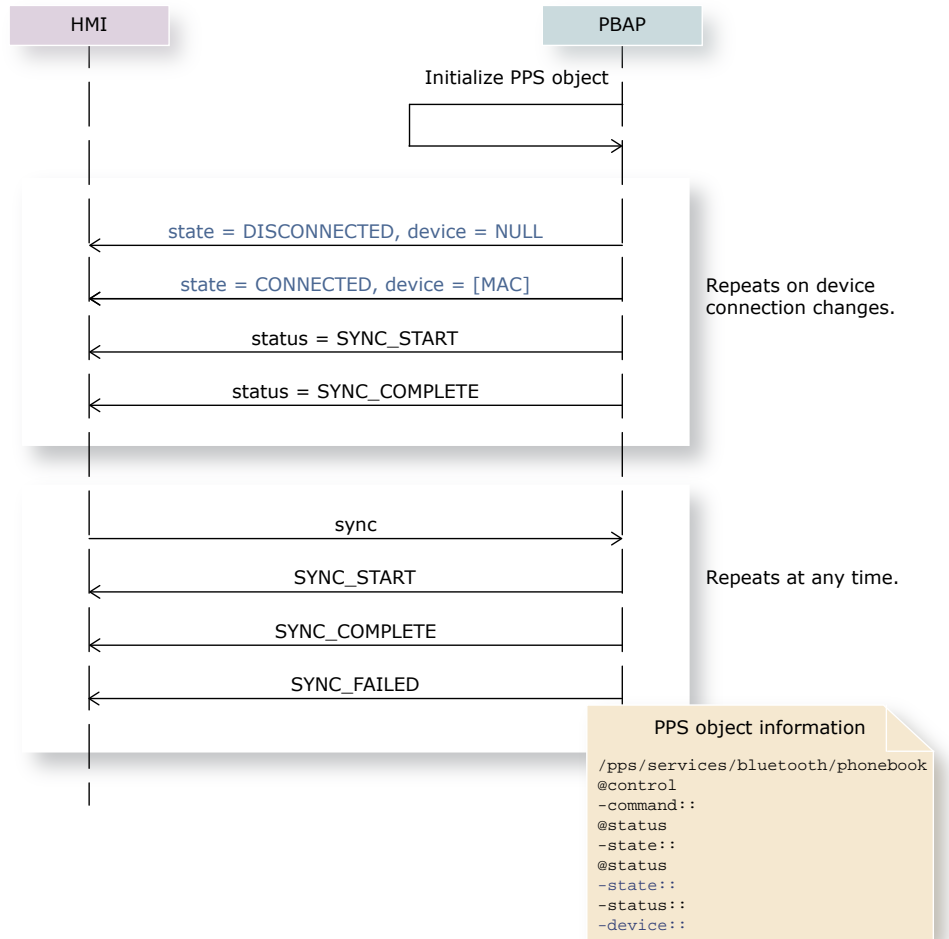 HMI
PBAP
Initialize PPS object
state = DISCONNECTED, device = NULL
state = CONNECTED, device = [MAC]
Repeats on device
connection changes.
status = SYNC_START
status = SYNC_COMPLETE
sync
SYNC_START
Repeats at any time.
SYNC_COMPLETE
SYNC_FAILED
PPS object information
/pps/services/bluetooth/phonebook
@control
-command::
@status
-state::
@status
-state::
-status::
-device::